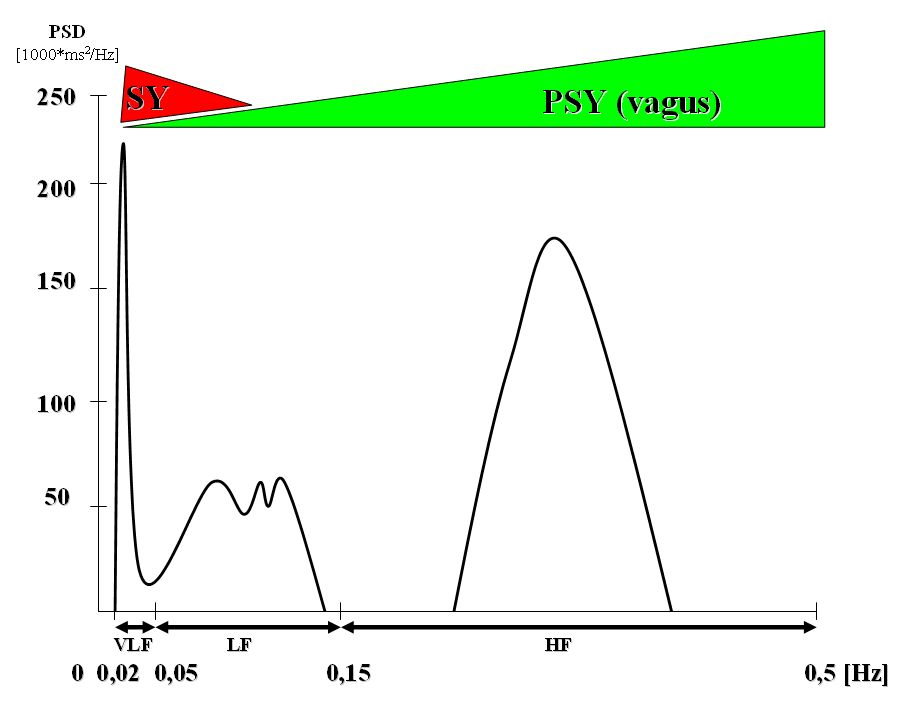 PSD
[1000*ms²/Hz]
SY
PSY (vagus)
250
200
150
100
50
VLF
LF
HF
0 0,02 0,05 0,15 0,5 [Hz]